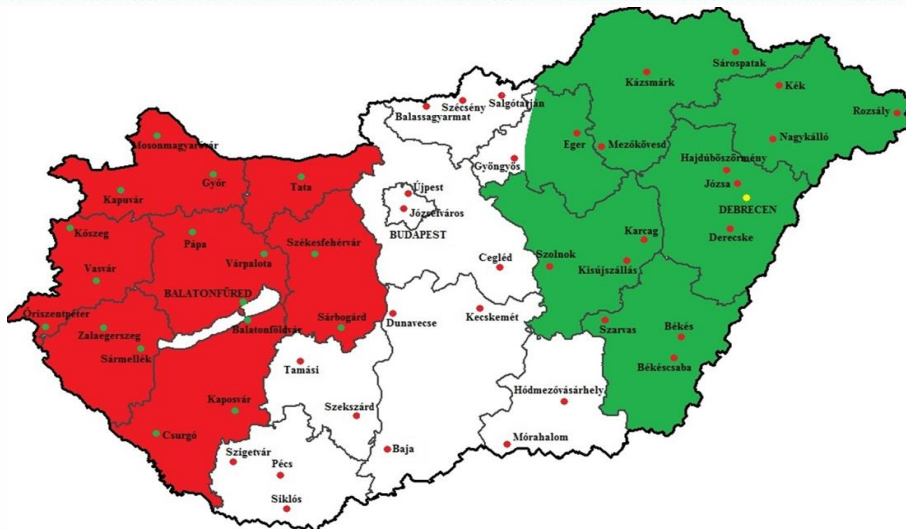 Sárospatak
Kázsmárk
Kék
Szécsény
Salgótarján
Balassagyarmat
Rozsály
Mosonmagyaróvár
Eger
Mezőkövesd
Nagykálló
Gyöngyös
Hajdúböszörmény
Győr
Tata
Józsa
Kapuvár
Újpest
DEBRECEN
Józselváros
Kőszeg
Pápa
BUDAPEST
Derecske
Székesfehérvár
Karcag
Várpalota
Szolnok
Kisújszállás
Cegléd
Vasvár
BALATONFÜRED
Őriszentpéter
Kecskemét
Dunavecse
Sárbogárd
Balatonföldvár
Szarvas
Békés
Zalaegerszeg
Sármellék
Békéscsaba
Tamási
Hódmezővásárhely
Kaposvár
Szekszárd
Csurgó
Mórahalom
Baja
Szigetvár
Pécs
Siklós